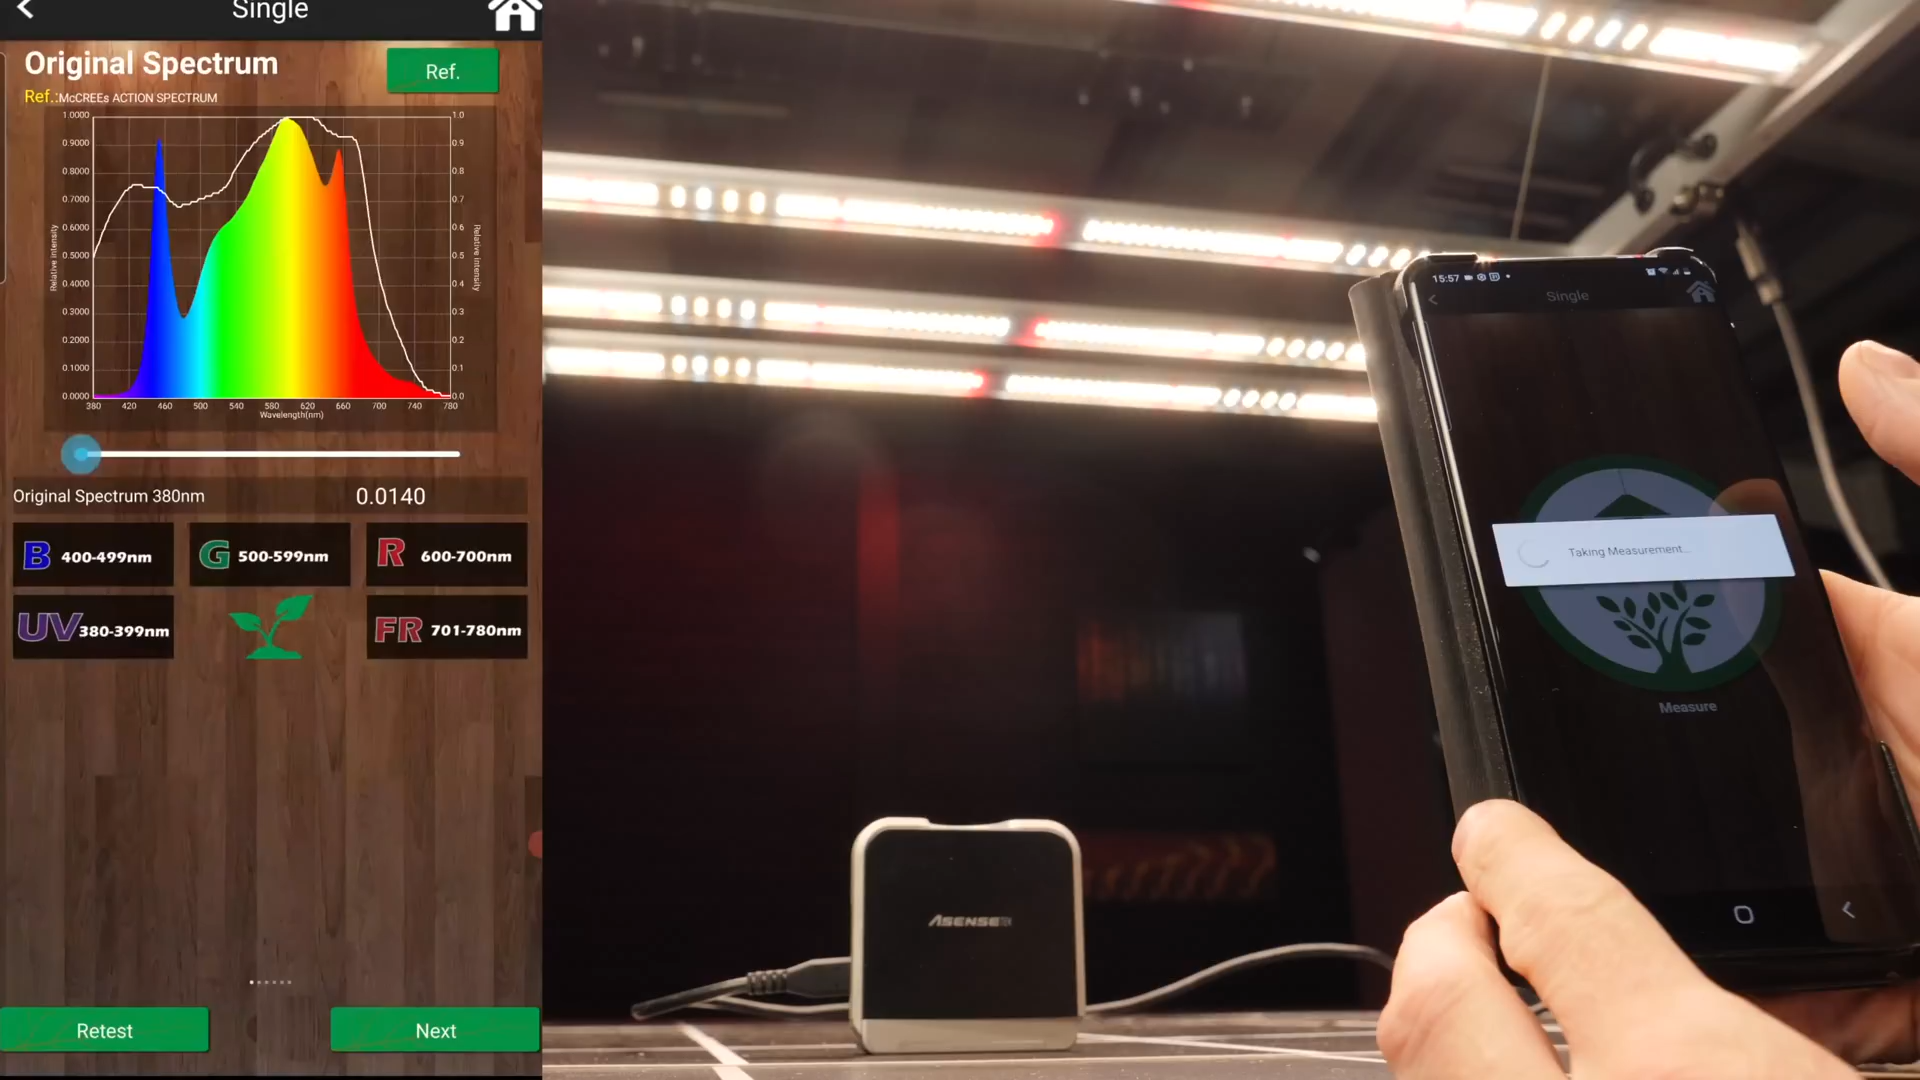 Single
Original Spectrum
Ref.
Ref.:McCREEs ACTION SPECTRUM
1.0000
0.9000
0.8000
0.7000
0.6000
0.5000
0.4000
0.3000
0.2000
0.1000
0.0000
1.0
0.9
0.8
0.7
0.6
0.5
0.4
0.3
0.2
0.1
0.0
Relative intensity
Relative intensity
380 420 460 500 540 580 620 660 700 740 780
Wavelength(nm)
Original Spectrum 380nm 0.0140
B 400-499nm
G 500-599nm
R 600-700nm
UV 380-399nm
FR 701-780nm
Retest
Next
15:57
Single
Taking Measurement...
Measure
ASENSETEK